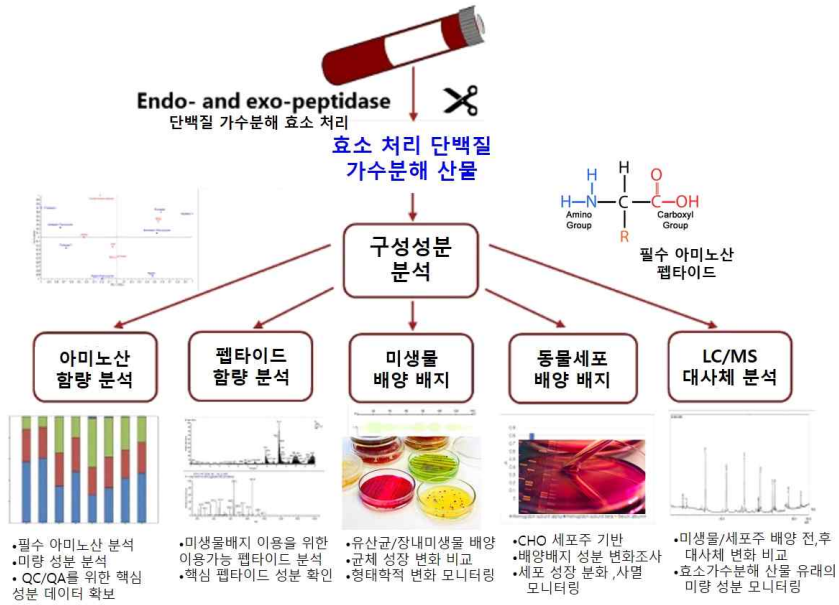 Endo- and exo-peptidase
단백질 가수분해 효소 처리
효소 처리 단백질
가수분해 산물
H
O
H
N
C
C
OH
H
R
Amino
Group
Carboxyl
Group
필수 아미노산
펩타이드
구성성분
분석
아미노산
함량 분석
펩타이드
함량 분석
미생물
배양 배지
동물세포
배양 배지
LC/MS
대사체 분석
•필수 아미노산 분석
•미량 성분 분석
• QC/QA를 위한 핵심
성분 데이터 확보
•미생물배지 이용을 위한
이용가능 펩타이드 분석
•핵심 펩타이드 성분 확인
•유산균/장내미생물 배양
•균체 성장 변화 비교
•형태학적 변화 모니터링
•CHO 세포주 기반
•배양배지 성분 변화조사
•세포 성장 분화 ,사멸
모니터링
•미생물/세포주 배양 전,후
대사체 변화 비교
•효소가수분해 산물 유래의
미량 성분 모니터링